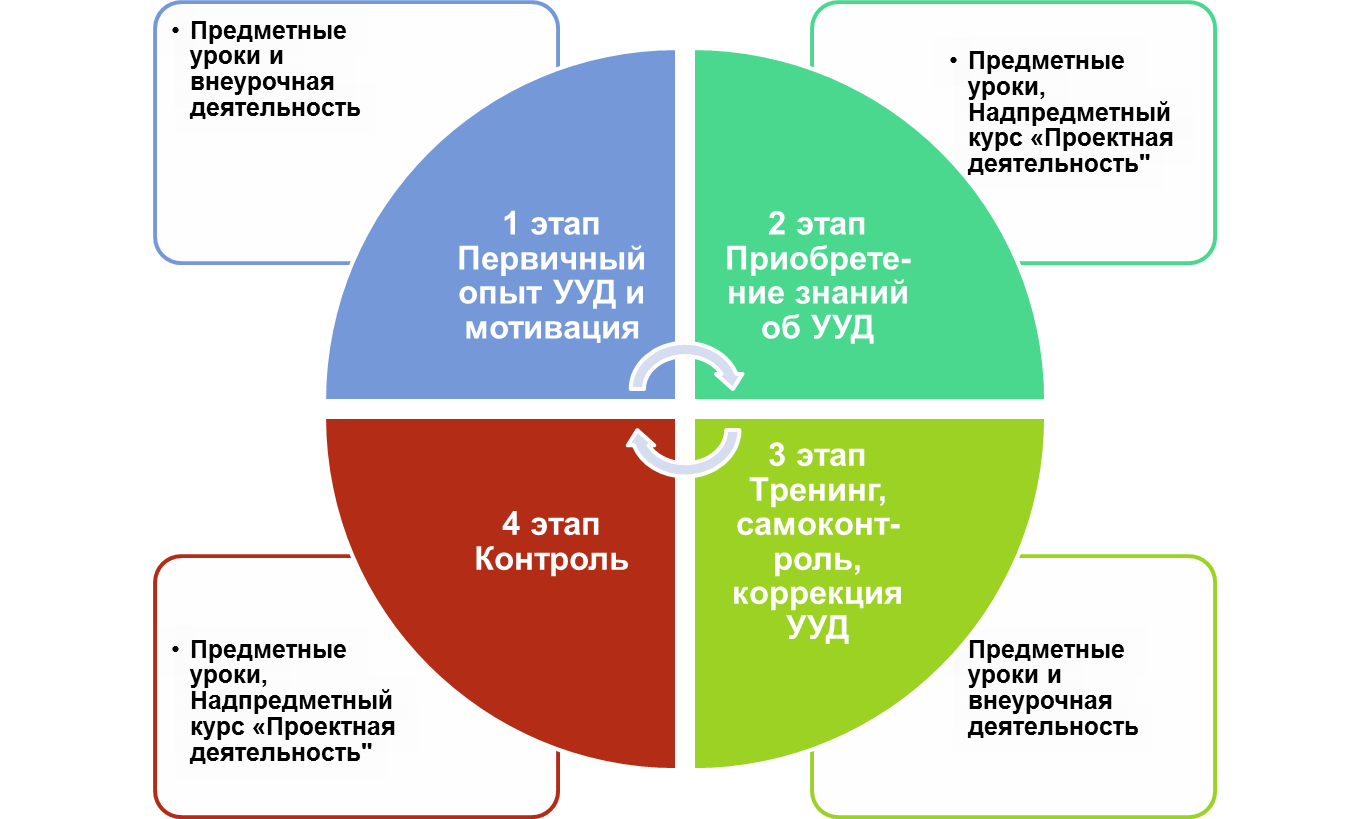 • Предметные
уроки и
внеурочная
деятельность
• Предметные
уроки,
Надпредметный
курс «Проектная
деятельность"
1 этап
Первичный
опыт УУД и
мотивация
2 этап
Приобрете-
ние знаний
об УУД
3 этап
Тренинг,
самоконт-
роль,
коррекция
УУД
4 этап
Контроль
• Предметные
уроки,
Надпредметный
курс «Проектная
деятельность"
Предметные
уроки и
внеурочная
деятельность